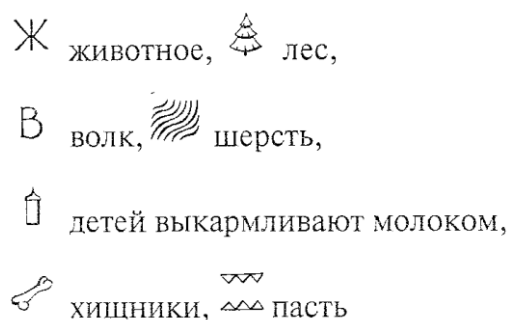 Ж животное, лес,
В волк, шерсть,
детей выкармливают молоком,
хищники, пасть